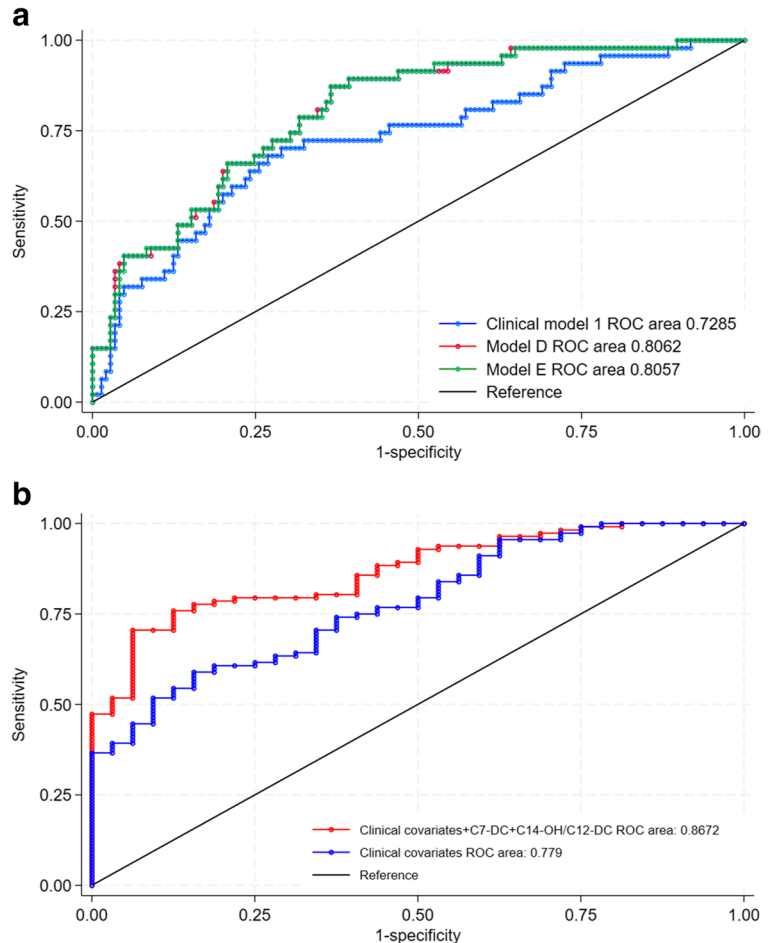 a
1.00
0.75
0.50
0.25
0.00
Sensitivity
Clinical model 1 ROC area 0.7285
Model D ROC area 0.8062
Model E ROC area 0.8057
Reference
0.00 0.25 0.50 0.75 1.00
1-specificity
b
1.00
0.75
0.50
0.25
0.00
Sensitivity
Clinical covariates+C7-DC+C14-OH/C12-DC ROC area: 0.8672
Clinical covariates ROC area: 0.779
Reference
0.00 0.25 0.50 0.75 1.00
1-specificity